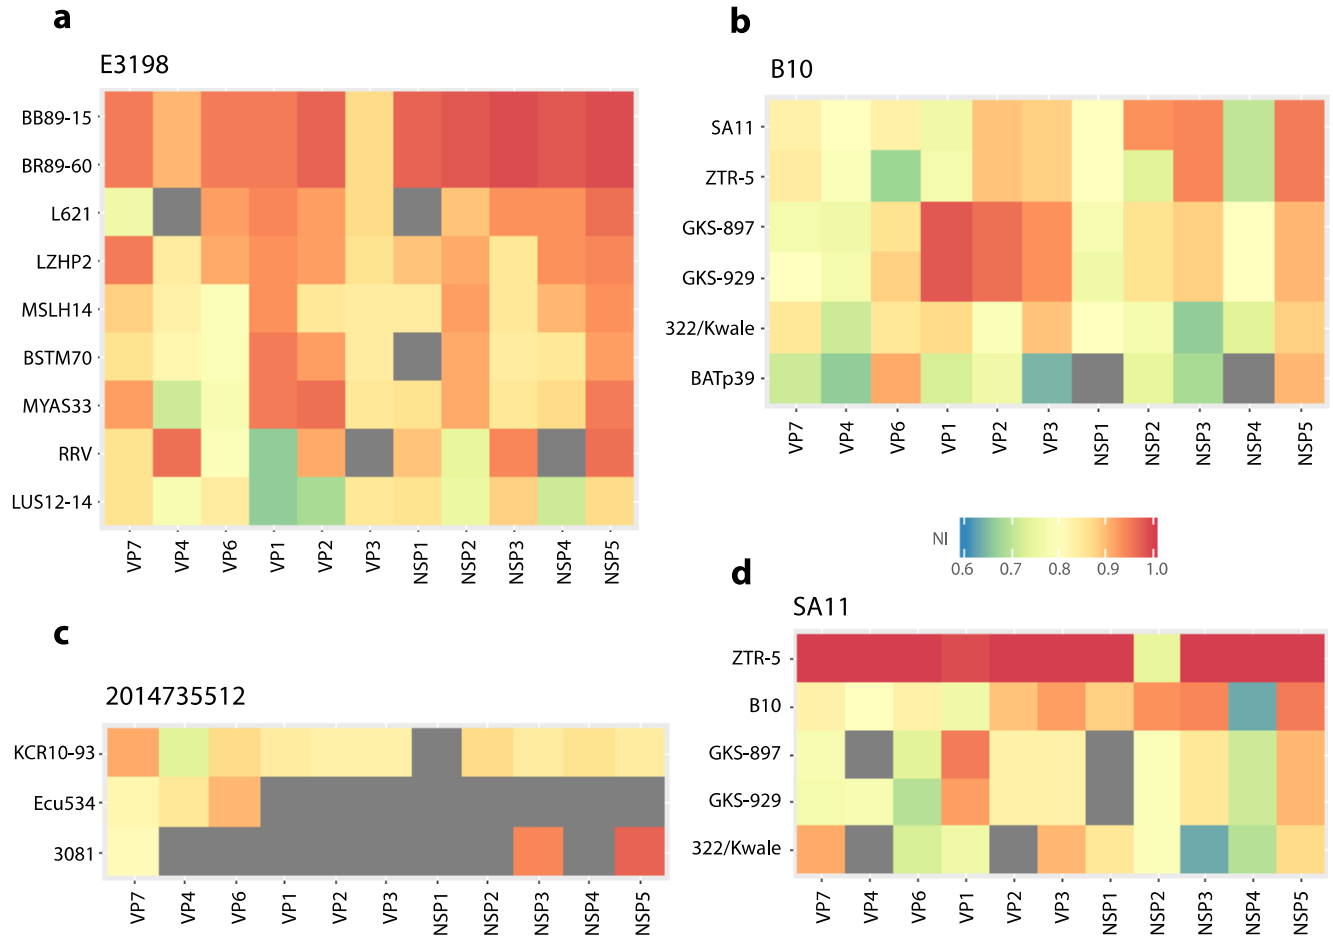 a
E3198
BB89-15
BR89-60
L621
LZHP2
MSLH14
BSTM70
MYAS33
RRV
LUS12-14
VP7 VP4 VP6 VP1 VP2 VP3 NSP1 NSP2 NSP3 NSP4 NSP5
b
B10
SA11
ZTR-5
GKS-897
GKS-929
322/Kwale
BATp39
VP7 VP4 VP6 VP1 VP2 VP3 NSP1 NSP2 NSP3 NSP4 NSP5
NI
0.6 0.7 0.8 0.9 1.0
c
2014735512
KCR10-93
Ecu534
3081
VP7 VP4 VP6 VP1 VP2 VP3 NSP1 NSP2 NSP3 NSP4 NSP5
d
SA11
ZTR-5
B10
GKS-897
GKS-929
322/Kwale
VP7 VP4 VP6 VP1 VP2 VP3 NSP1 NSP2 NSP3 NSP4 NSP5